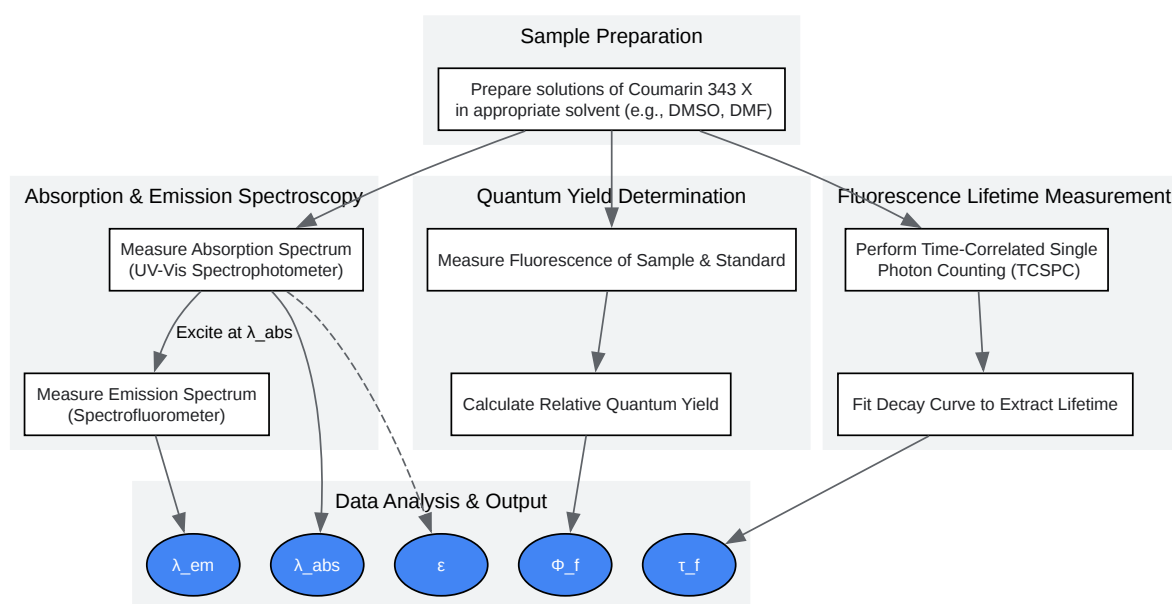 Sample Preparation
Prepare solutions of Coumarin 343 X
in appropriate solvent (e.g., DMSO, DMF)
Absorption & Emission Spectroscopy
Quantum Yield Determination
Fluorescence Lifetime Measurement
Measure Absorption Spectrum
(UV-Vis Spectrophotometer)
Measure Fluorescence of Sample & Standard
Perform Time-Correlated Single
Photon Counting (TCSPC)
Excite at λ_abs
Measure Emission Spectrum
(Spectrofluorometer)
Calculate Relative Quantum Yield
Fit Decay Curve to Extract Lifetime
Data Analysis & Output
λ_em
λ_abs
ε
Φ_f
τ_f